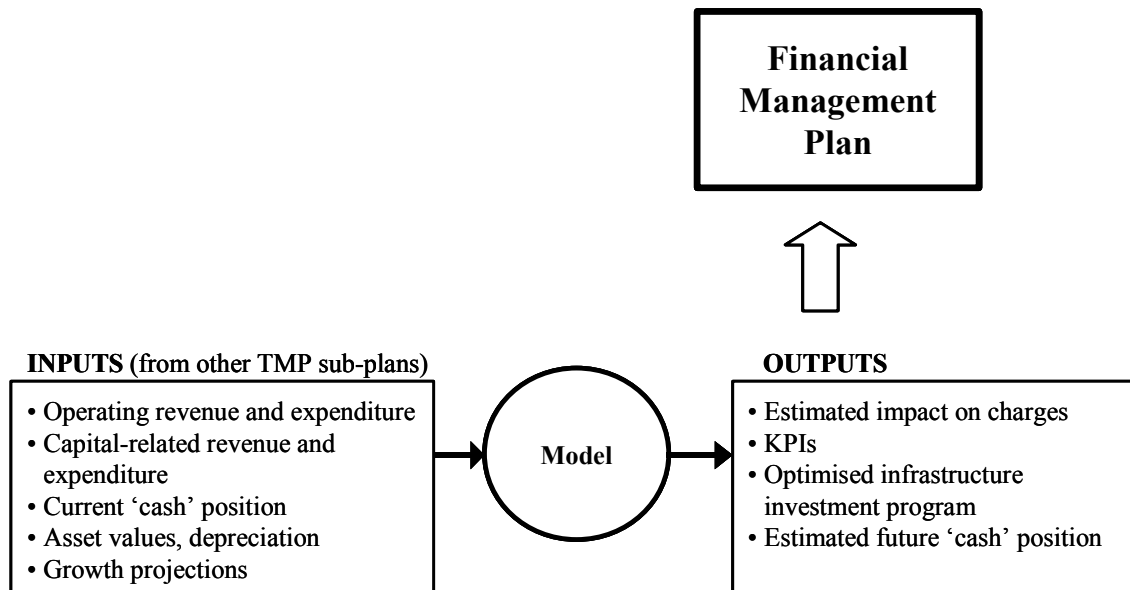 Financial
Management
Plan
INPUTS (from other TMP sub-plans)
• Operating revenue and expenditure
• Capital-related revenue and
expenditure
• Current ‘cash’ position
• Asset values, depreciation
• Growth projections
Model
OUTPUTS
• Estimated impact on charges
• KPIs
• Optimised infrastructure
investment program
• Estimated future ‘cash’ position